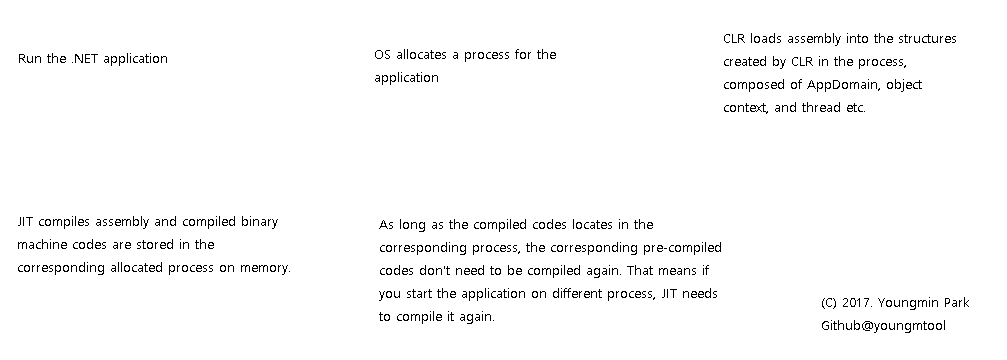 Run the .NET application
OS allocates a process for the
application
CLR loads assembly into the structures
created by CLR in the process,
composed of AppDomain, object
context, and thread etc.
JIT compiles assembly and compiled binary
machine codes are stored in the
corresponding allocated process on memory.
As long as the compiled codes locates in the
corresponding process, the corresponding pre-compiled
codes don't need to be compiled again. That means if
you start the application on different process, JIT needs
to compile it again.
(C) 2017. Youngmin Park
Github@youngmtool